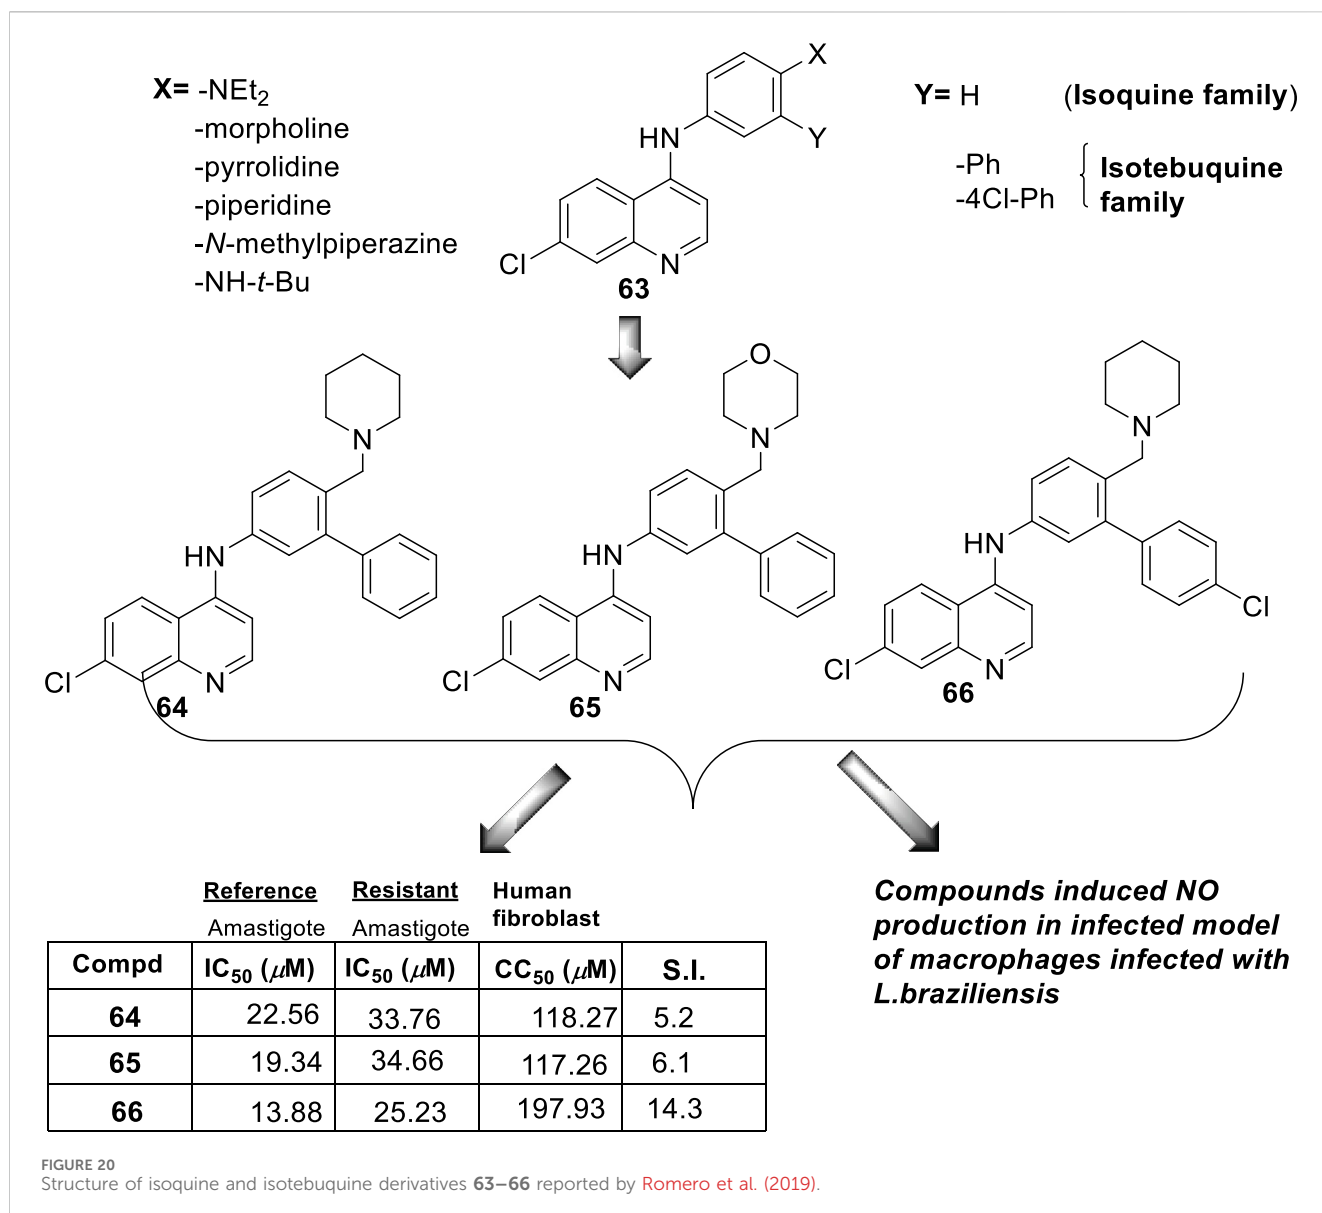 X= -NEt2
-morpholine
-pyrrolidine
-piperidine
-N-methylpiperazine
-NH-t-Bu
X
Y
HN
Cl
N
63
Y= H (Isoquine family)
-Ph
-4Cl-Ph
Isotebuquine
family
N
HN
Cl
N
64
O
N
HN
Cl
N
65
N
HN
Cl
Cl
N
66
Reference Resistant Human
fibroblast
Amastigote Amastigote
Compd IC50 (μM) IC50 (μM) CC50 (μM) S.I.
64 22.56 33.76 118.27 5.2
65 19.34 34.66 117.26 6.1
66 13.88 25.23 197.93 14.3
Compounds induced NO
production in infected model
of macrophages infected with
L.braziliensis
FIGURE 20
Structure of isoquine and isotebuquine derivatives 63–66 reported by Romero et al. (2019).